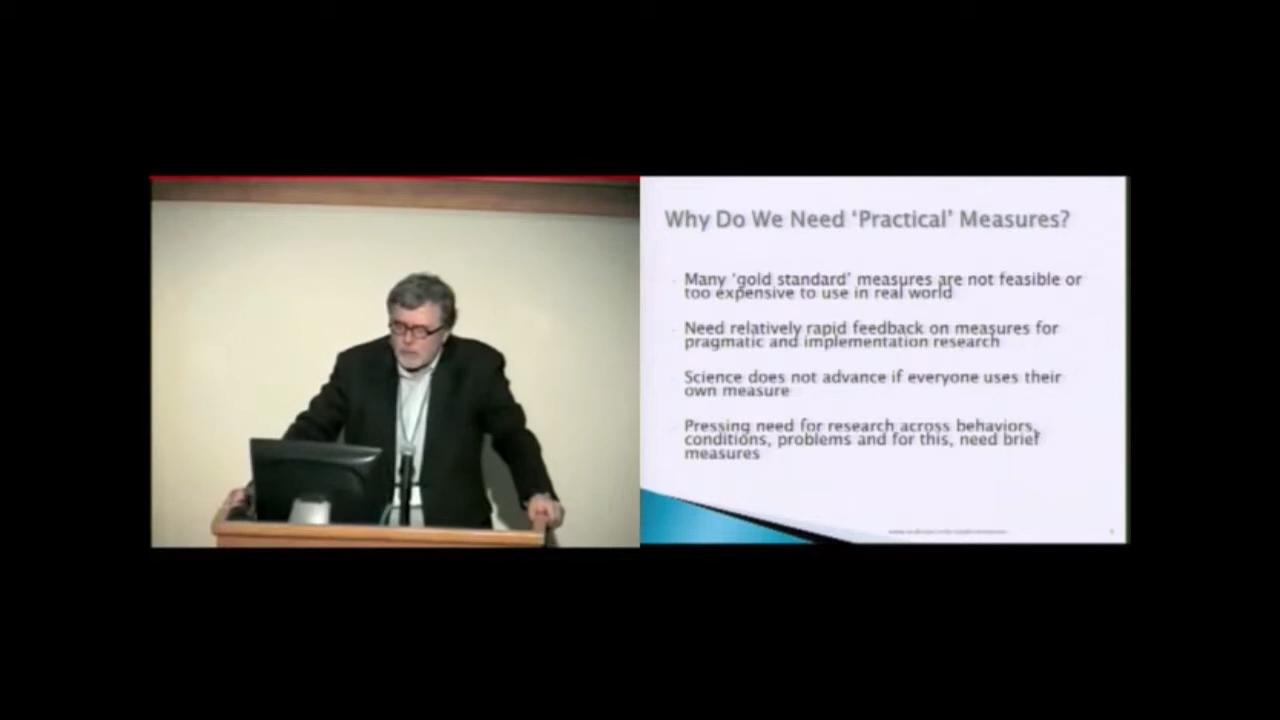 Why Do We Need ‘Practical’ Measures?
Many ‘gold standard’ measures are not feasible or
too expensive to use in real world
Need relatively rapid feedback on measures for
pragmatic and implementation research
Science does not advance if everyone uses their
own measure
Pressing need for research across behaviors,
conditions, problems and for this, need brief
measures